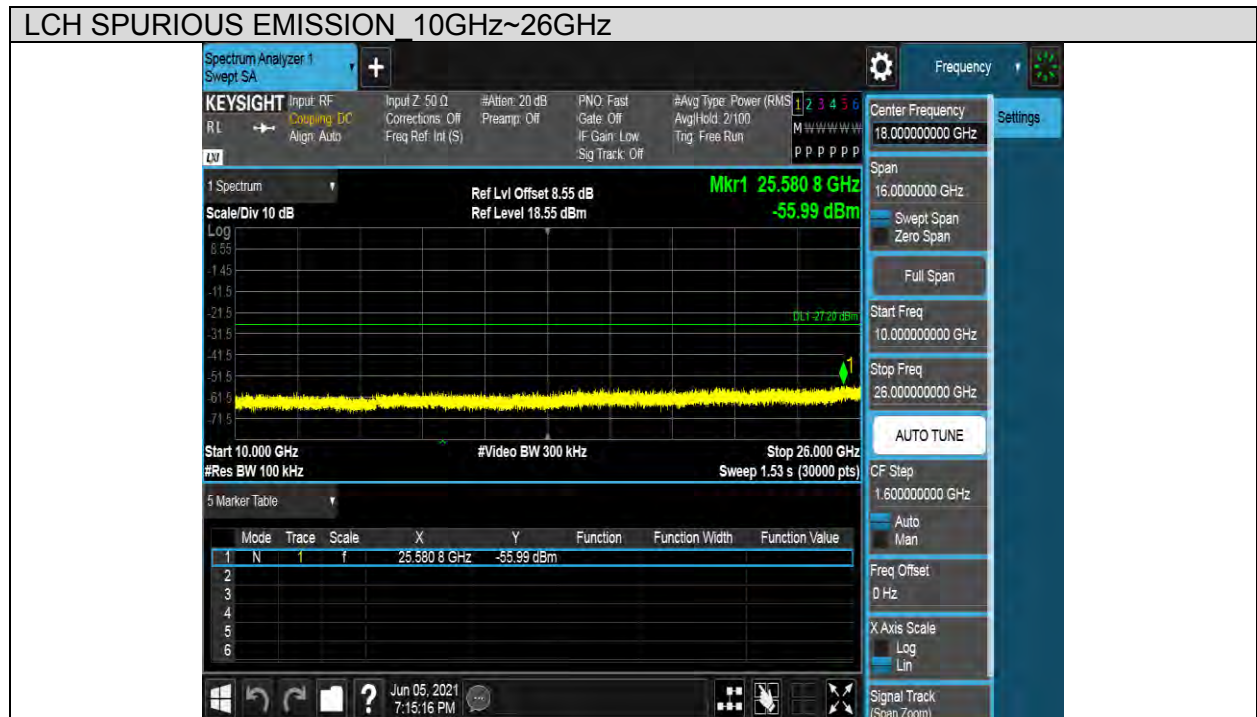 LCH SPURIOUS EMISSION_10GHz~26GHz
Spectrum Analyzer 1
Swept SA
+
Frequency
KEYSIGHT
RL
LXI
Input: RF
Coupling: DC
Align: Auto
Input Z: 50 Ω
Corrections: Off
Freq Ref: Int (S)
#Atten: 20 dB
Preamp: Off
PNO: Fast
Gate: Off
IF Gain: Low
Sig Track: Off
#Avg Type: Power (RMS
Avg|Hold: 2/100
Trig: Free Run
1 2 3 4 5 6
M W W W W W
P P P P P P
Center Frequency
18.000000000 GHz
Settings
1 Spectrum
Scale/Div 10 dB
Ref Lvl Offset 8.55 dB
Ref Level 18.55 dBm
Mkr1 25.580 8 GHz
-55.99 dBm
Log
8.55
-1.45
-11.5
-21.5
-31.5
-41.5
-51.5
-61.5
-71.5
DL1 -27.20 dBm
1
Start 10.000 GHz
#Res BW 100 kHz
#Video BW 300 kHz
Stop 26.000 GHz
Sweep 1.53 s (30000 pts)
Span
16.0000000 GHz
Swept Span
Zero Span
Full Span
Start Freq
10.000000000 GHz
Stop Freq
26.000000000 GHz
AUTO TUNE
CF Step
1.600000000 GHz
Auto
Man
Freq Offset
0 Hz
X Axis Scale
Log
Lin
Signal Track
(Span Zoom)
5 Marker Table
Mode Trace Scale X Y Function Function Width Function Value
1 N 1 f 25.580 8 GHz -55.99 dBm
2
3
4
5
6
?
Jun 05, 2021
7:15:16 PM